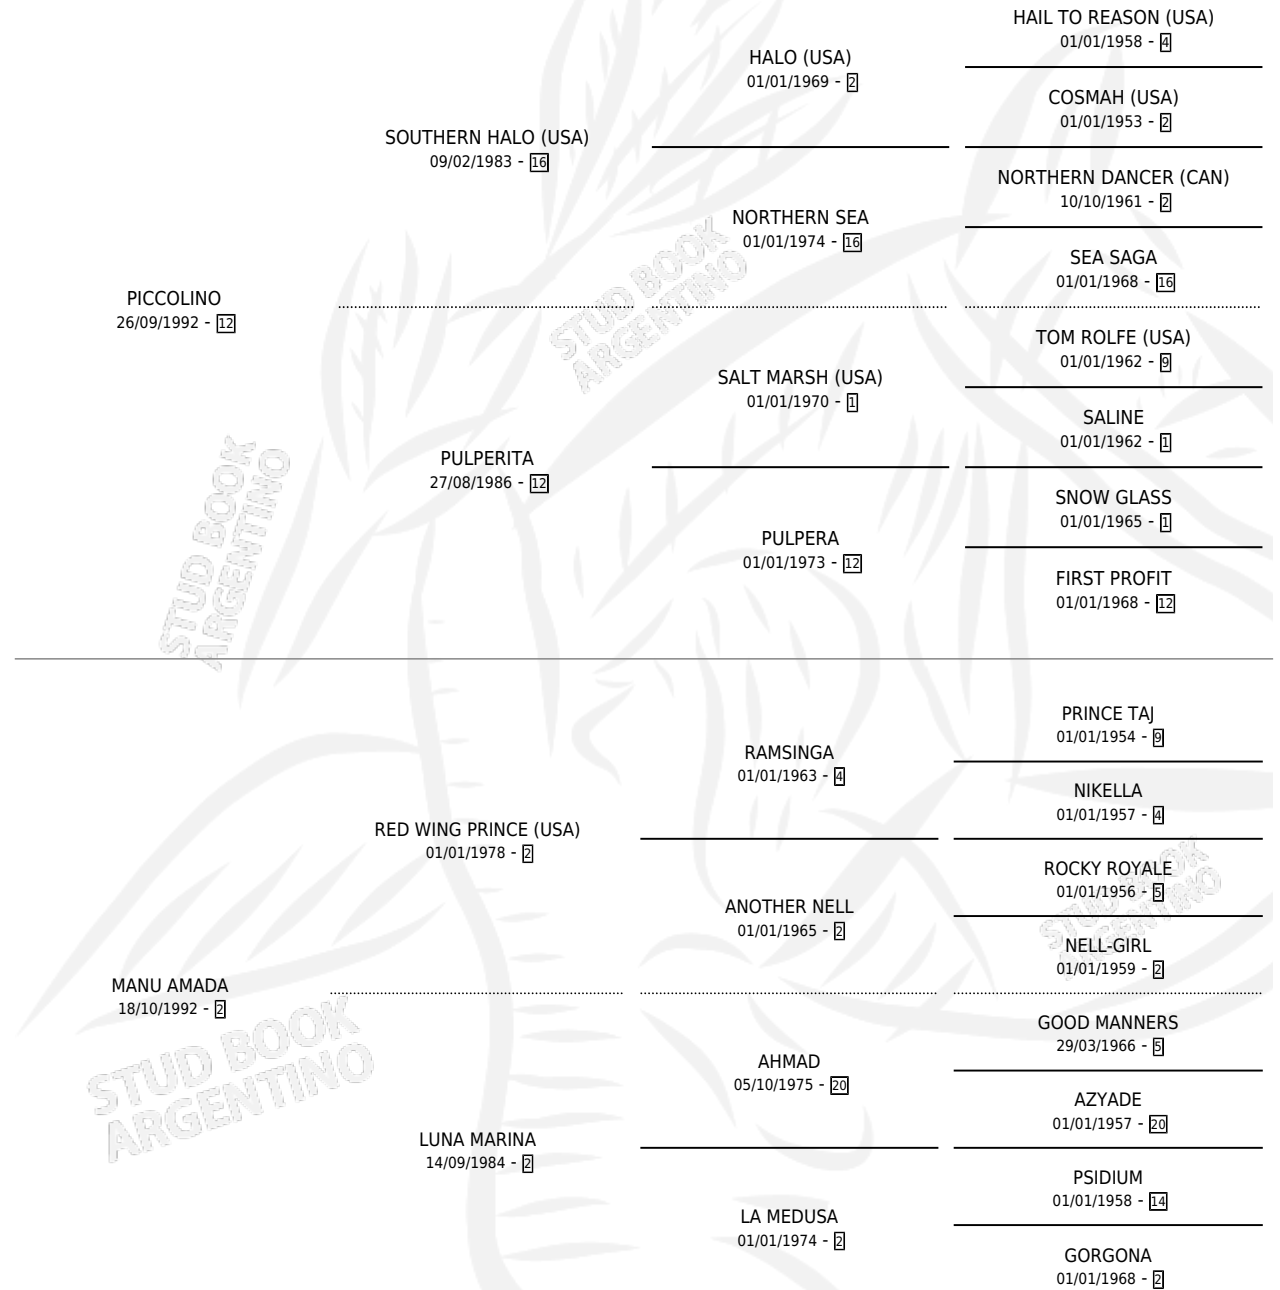 HAIL TO REASON (USA)
01/01/1958 - 4
HALO (USA)
01/01/1969 - 2
COSMAH (USA)
01/01/1953 - 2
SOUTHERN HALO (USA)
09/02/1983 - 16
NORTHERN DANCER (CAN)
10/10/1961 - 2
NORTHERN SEA
01/01/1974 - 16
SEA SAGA
01/01/1968 - 16
PICCOLINO
26/09/1992 - 12
STUD BOOK
ARGENTINO
TOM ROLFE (USA)
01/01/1962 - 9
SALT MARSH (USA)
01/01/1970 - 1
SALINE
01/01/1962 - 1
PULPERITA
27/08/1986 - 12
SNOW GLASS
01/01/1965 - 1
PULPERA
01/01/1973 - 12
FIRST PROFIT
01/01/1968 - 12
STUD BOOK
ARGENTINO
PRINCE TAJ
01/01/1954 - 9
RAMSINGA
01/01/1963 - 4
NIKELLA
01/01/1957 - 4
RED WING PRINCE (USA)
01/01/1978 - 2
ROCKY ROYALE
01/01/1956 - 5
ANOTHER NELL
01/01/1965 - 2
STUD BOOK
ARGENTINO
NELL-GIRL
01/01/1959 - 2
MANU AMADA
18/10/1992 - 2
GOOD MANNERS
29/03/1966 - 5
AHMAD
05/10/1975 - 20
STUD BOOK
ARGENTINO
AZYADE
01/01/1957 - 20
LUNA MARINA
14/09/1984 - 2
PSIDIUM
01/01/1958 - 14
LA MEDUSA
01/01/1974 - 2
GORGONA
01/01/1968 - 2